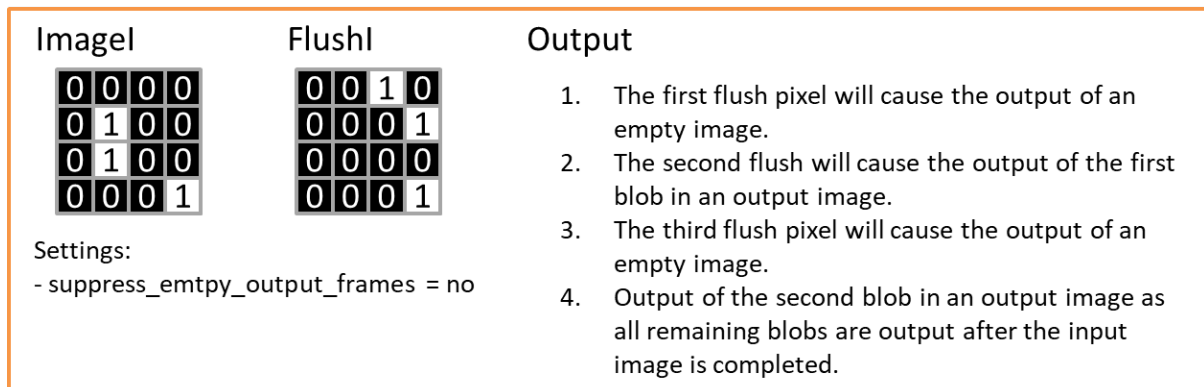 ImageI
FlushI
Output
0 0 0 0
0 1 0 0
0 1 0 0
0 0 0 1
0 0 1 0
0 0 0 1
0 0 0 0
0 0 0 1
Settings:
- suppress_emtpy_output_frames = no
1. The first flush pixel will cause the output of an
empty image.
2. The second flush will cause the output of the first
blob in an output image.
3. The third flush pixel will cause the output of an
empty image.
4. Output of the second blob in an output image as
all remaining blobs are output after the input
image is completed.